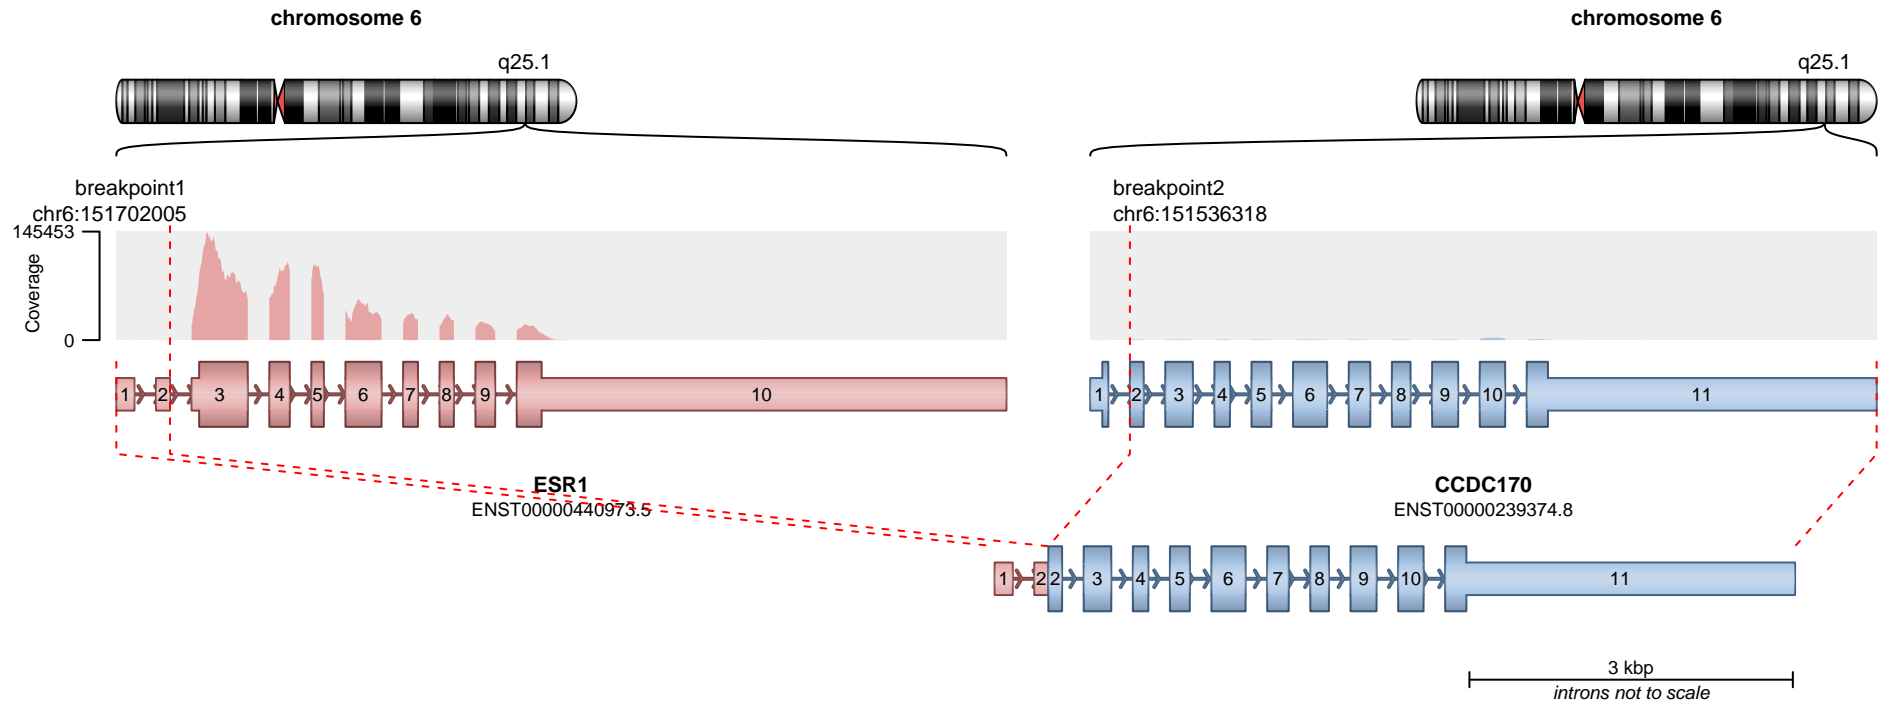 chromosome 6
chromosome 6
q25.1
q25.1
breakpoint1
chr6:151702005
breakpoint2
chr6:151536318
145453
Coverage
0
1 2 3 4 5 6 7 8 9 10
1 2 3 4 5 6 7 8 9 10 11
ESR1
ENST00000440973.5
CCDC170
ENST00000239374.8
1 2 2 3 4 5 6 7 8 9 10 11
3 kbp
introns not to scale